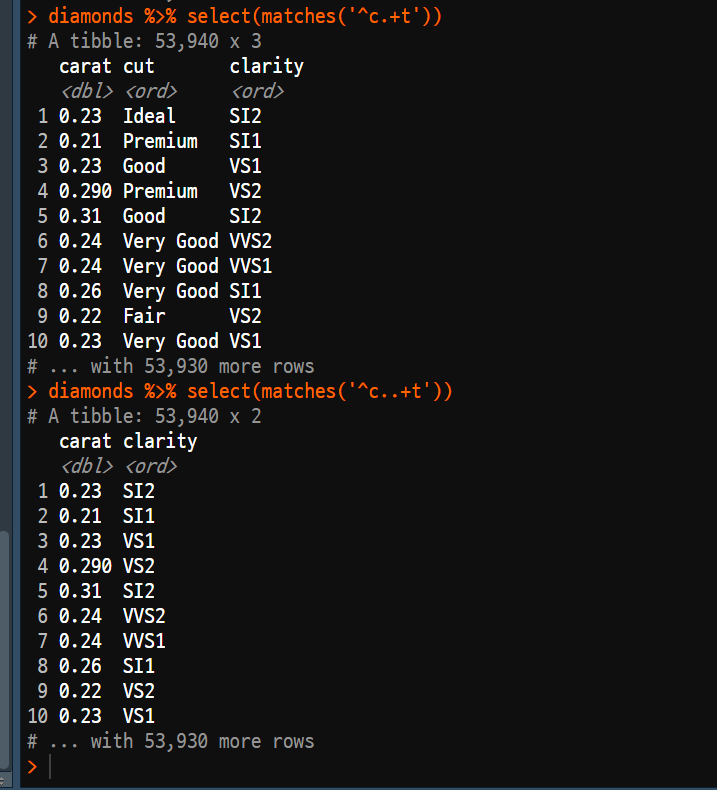 > diamonds %>% select(matches('^c.+t'))
# A tibble: 53,940 x 3
   carat cut       clarity
   <dbl> <ord>     <ord>
 1 0.23  Ideal     SI2
 2 0.21  Premium   SI1
 3 0.23  Good      VS1
 4 0.290 Premium   VS2
 5 0.31  Good      SI2
 6 0.24  Very Good VVS2
 7 0.24  Very Good VVS1
 8 0.26  Very Good SI1
 9 0.22  Fair      VS2
10 0.23  Very Good VS1
# ... with 53,930 more rows
> diamonds %>% select(matches('^c..+t'))
# A tibble: 53,940 x 2
   carat clarity
   <dbl> <ord>
 1 0.23  SI2
 2 0.21  SI1
 3 0.23  VS1
 4 0.290 VS2
 5 0.31  SI2
 6 0.24  VVS2
 7 0.24  VVS1
 8 0.26  SI1
 9 0.22  VS2
10 0.23  VS1
# ... with 53,930 more rows
>